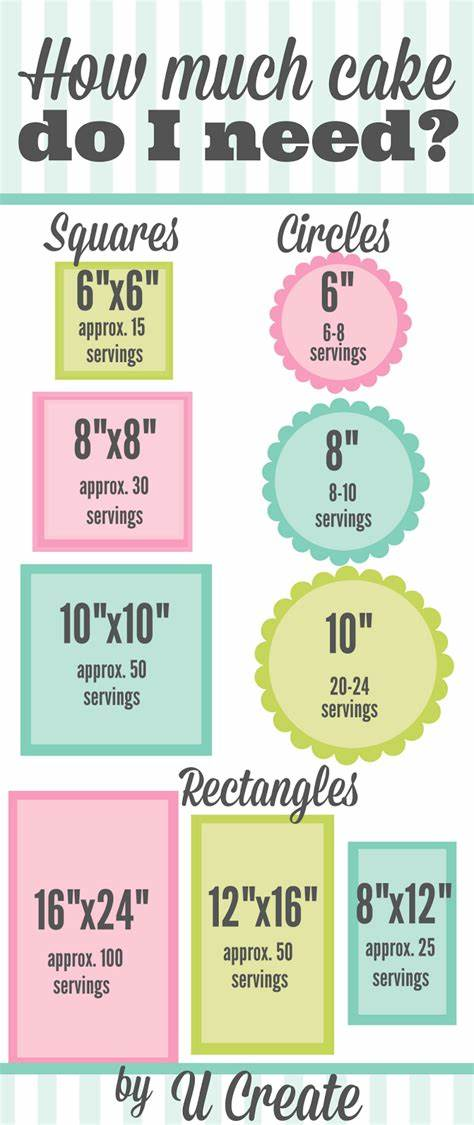 How much cake
do I need?
Squares
6"x6"
approx. 15
servings
8"x8"
approx. 30
servings
10"x10"
approx. 50
servings
Circles
6"
6-8
servings
8"
8-10
servings
10"
20-24
servings
Rectangles
16"x24"
approx. 100
servings
12"x16"
approx. 50
servings
8"x12"
approx. 25
servings
by U Create